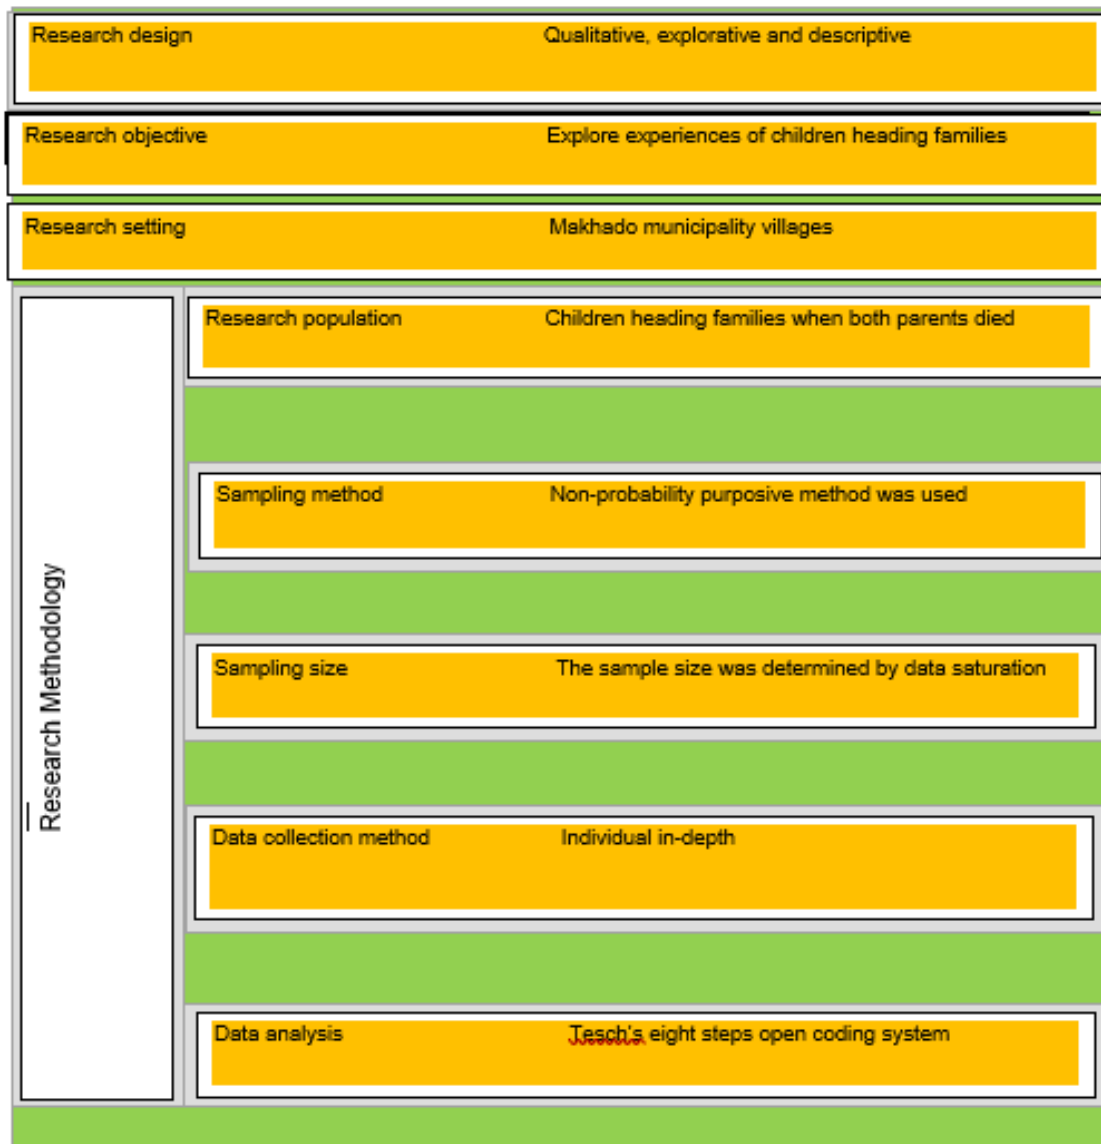 Research design Qualitative, explorative and descriptive
Research objective Explore experiences of children heading families
Research setting Makhado municipality villages
Research Methodology
Research population Children heading families when both parents died
Sampling method Non-probability purposive method was used
Sampling size The sample size was determined by data saturation
Data collection method Individual in-depth
Data analysis Tesch's eight steps open coding system